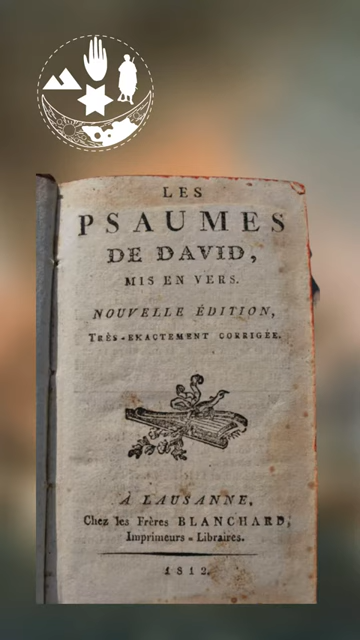 LES
PSAUMES
DE DAVID,
MIS EN VERS.
NOUVELLE ÉDITION,
TRÈS-EXACTEMENT CORRIGÉE.
À LAUSANNE,
Chez les Frères BLANCHARD,
Imprimeurs-Libraires.
1812.